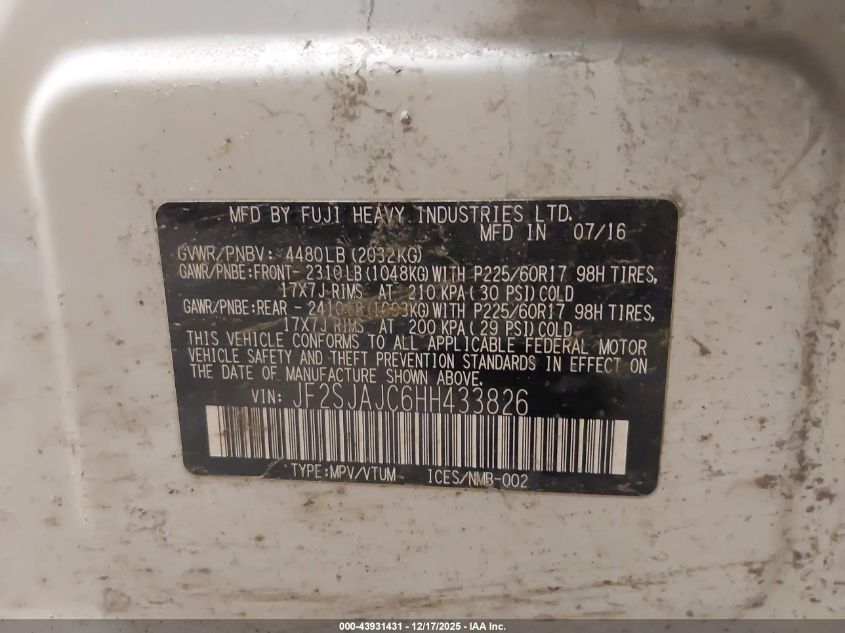 MFD BY FUJI HEAVY INDUSTRIES LTD.
MFD IN 07/16
GVWR/PNBV: 4480LB (2032KG)
GAWR/PNBE:FRONT- 2310LB (1048KG) WITH P225/60R17 98H TIRES,
17X7J-RIMS AT 210 KPA (30 PSI) COLD
GAWR/PNBE:REAR - 2410LB (1093KG) WITH P225/60R17 98H TIRES,
17X7J-RIMS AT 200 KPA (29 PSI) COLD
THIS VEHICLE CONFORMS TO ALL APPLICABLE FEDERAL MOTOR
VEHICLE SAFETY AND THEFT PREVENTION STANDARDS IN EFFECT ON
THE DATE OF MANUFACTURE SHOWN ABOVE.
VIN: JF2SJAJC6HH433826
TYPE:MPV/VTUM ICES/NMB-002
000-43931431 - 12/17/2025 - IAA Inc.